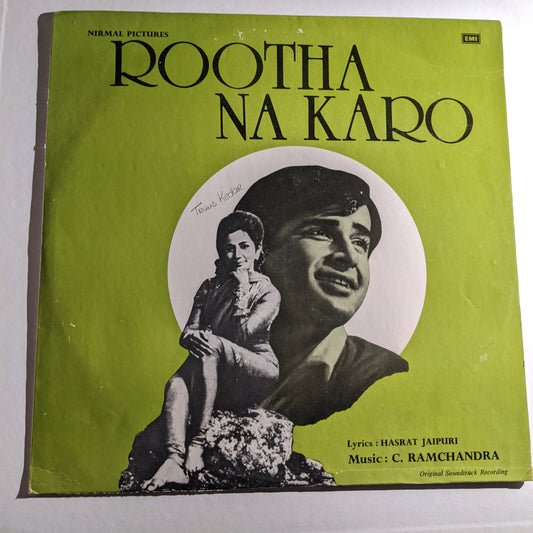 NIRMAL PICTURES
EMI
ROOTHA
NA KARO
Lyrics : HASRAT JAIPURI
Music : C. RAMCHANDRA
Original Soundtrack Recording